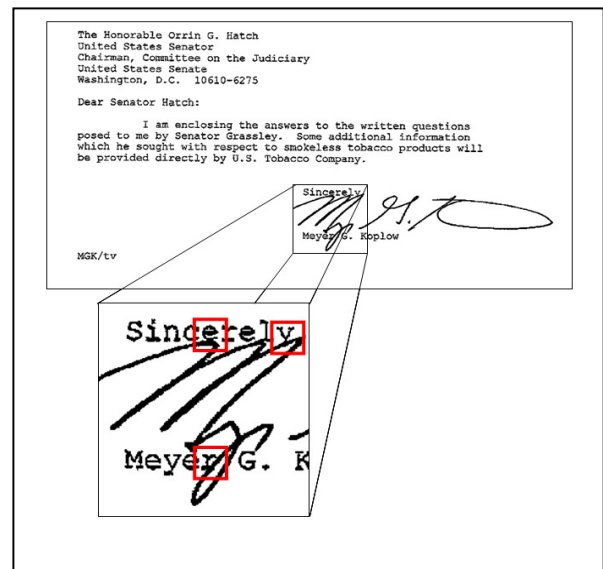 The Honorable Orrin G. Hatch
United States Senator
Chairman, Committee on the Judiciary
United States Senate
Washington, D.C. 10610-6275
Dear Senator Hatch:
I am enclosing the answers to the written questions
posed to me by Senator Grassley. Some additional information
which he sought with respect to smokeless tobacco products will
be provided directly by U.S. Tobacco Company.
Sincerely
Meyer G. Koplow
MGK/tv
Sincerely
Meyer G. K